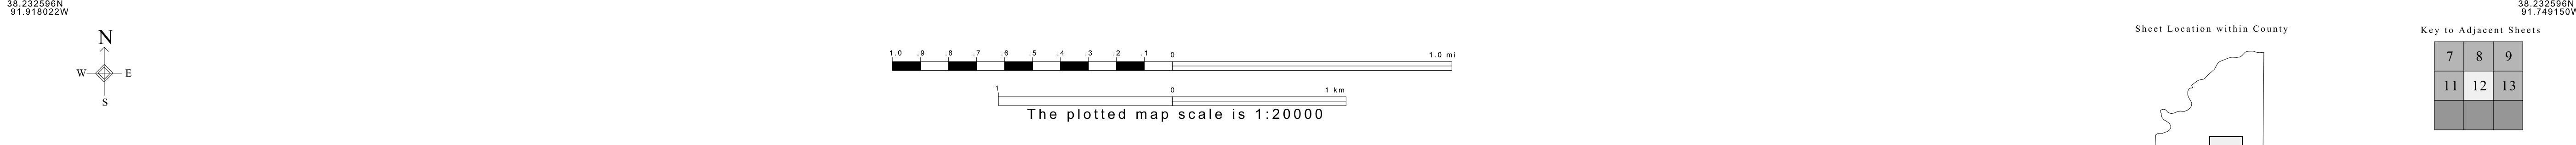 38.232596N
91.918022W
N
W E
S
1.0 .9 .8 .7 .6 .5 .4 .3 .2 .1 0 1.0 mi
1 0 1 km
The plotted map scale is 1:20000
Sheet Location within County
38.232596N
91.749150W
Key to Adjacent Sheets
7 8 9
11 12 13